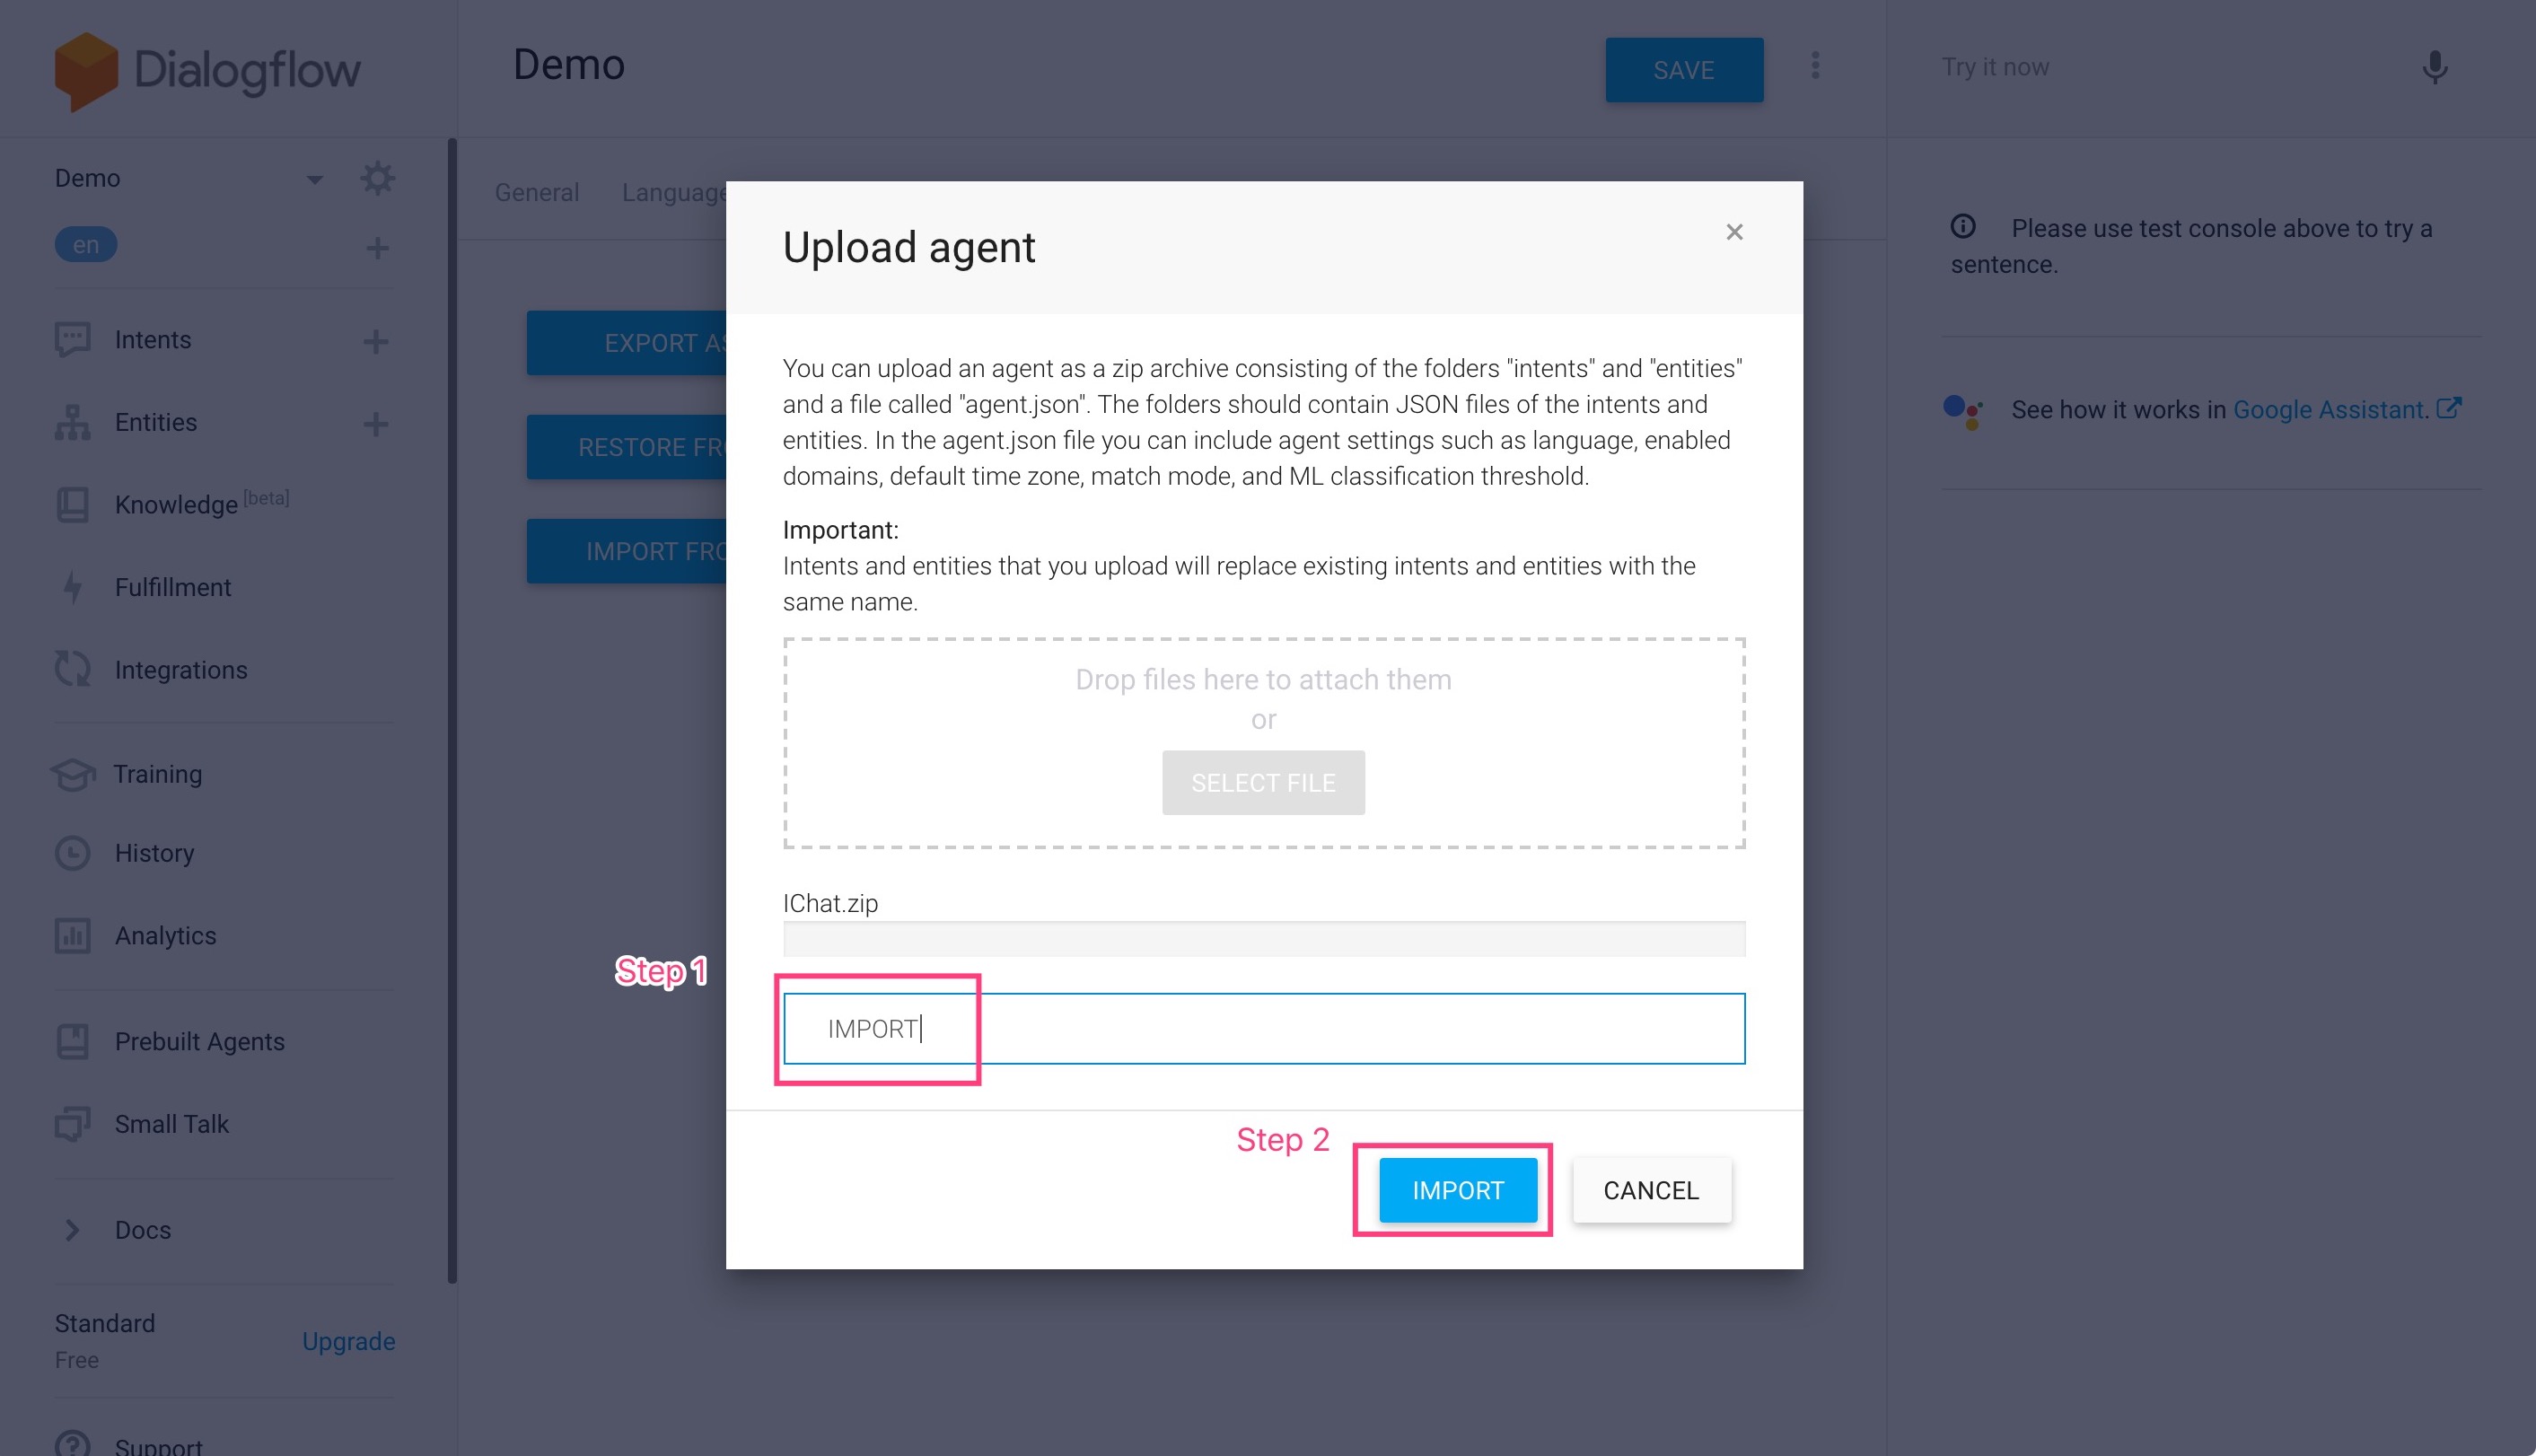 Dialogflow
Demo
SAVE
Try it now
Demo
en
Intents
Entities
Knowledge [beta]
Fulfillment
Integrations
Training
History
Analytics
Prebuilt Agents
Small Talk
Docs
Standard
Free
Upgrade
Support
General
Language
EXPORT AS
RESTORE FRO
IMPORT FRO
Upload agent
×
You can upload an agent as a zip archive consisting of the folders "intents" and "entities"
and a file called "agent.json". The folders should contain JSON files of the intents and
entities. In the agent.json file you can include agent settings such as language, enabled
domains, default time zone, match mode, and ML classification threshold.
Important:
Intents and entities that you upload will replace existing intents and entities with the
same name.
Drop files here to attach them
or
SELECT FILE
IChat.zip
Step 1
IMPORT
Step 2
IMPORT
CANCEL
Please use test console above to try a
sentence.
See how it works in Google Assistant.